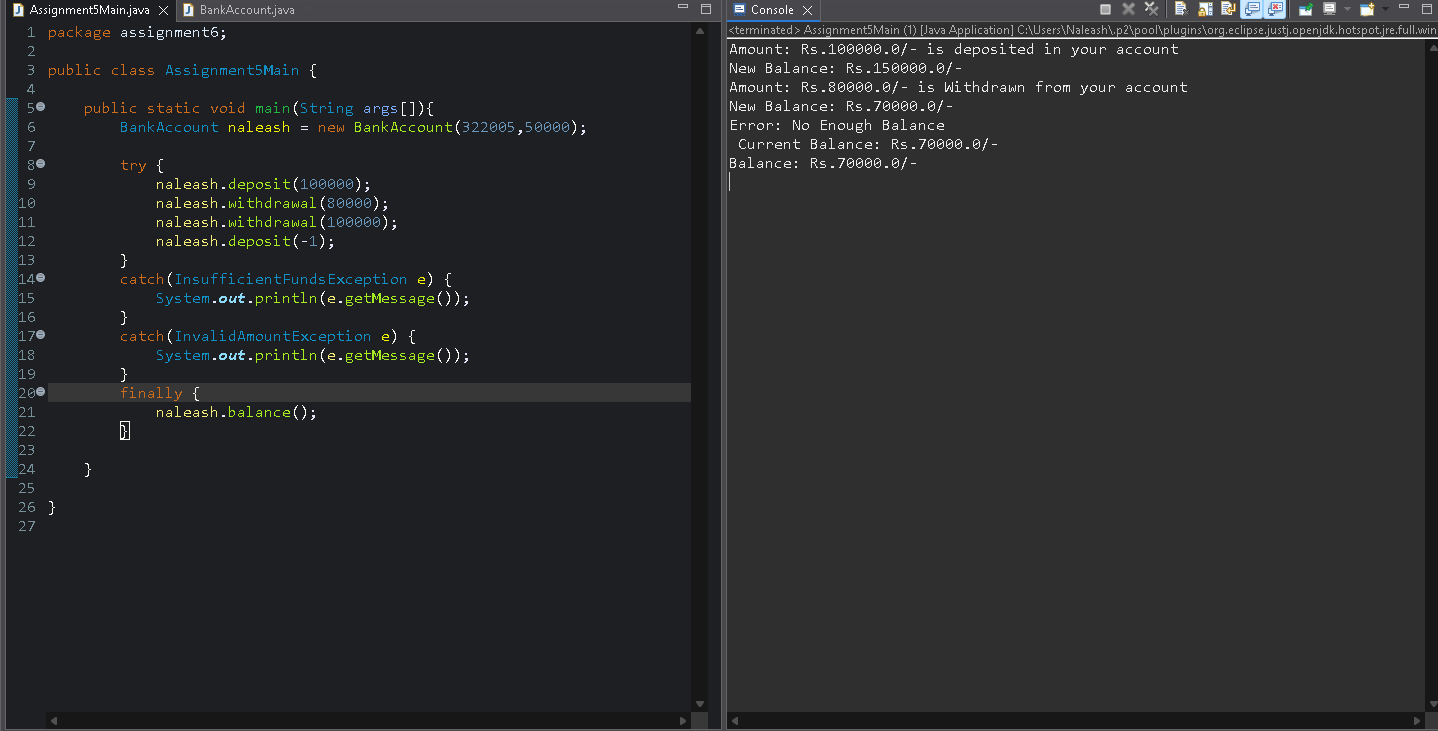 Assignment5Main.java
BankAccount.java
1 package assignment6;
2
3 public class Assignment5Main {
4
5 public static void main(String args[]){
6 BankAccount naleash = new BankAccount(322005,50000);
7
8 try {
9 naleash.deposit(100000);
10 naleash.withdrawal(80000);
11 naleash.withdrawal(100000);
12 naleash.deposit(-1);
13 }
14 catch(InsufficientFundsException e) {
15 System.out.println(e.getMessage());
16 }
17 catch(InvalidAmountException e) {
18 System.out.println(e.getMessage());
19 }
20 finally {
21 naleash.balance();
22 }
23
24 }
25
26 }
27
Console
<terminated> Assignment5Main (1) [Java Application] C:\Users\Naleash\.p2\pool\plugins\org.eclipse.justj.openjdk.hotspot.jre.full.win
Amount: Rs.100000.0/- is deposited in your account
New Balance: Rs.150000.0/-
Amount: Rs.80000.0/- is Withdrawn from your account
New Balance: Rs.70000.0/-
Error: No Enough Balance
Current Balance: Rs.70000.0/-
Balance: Rs.70000.0/-